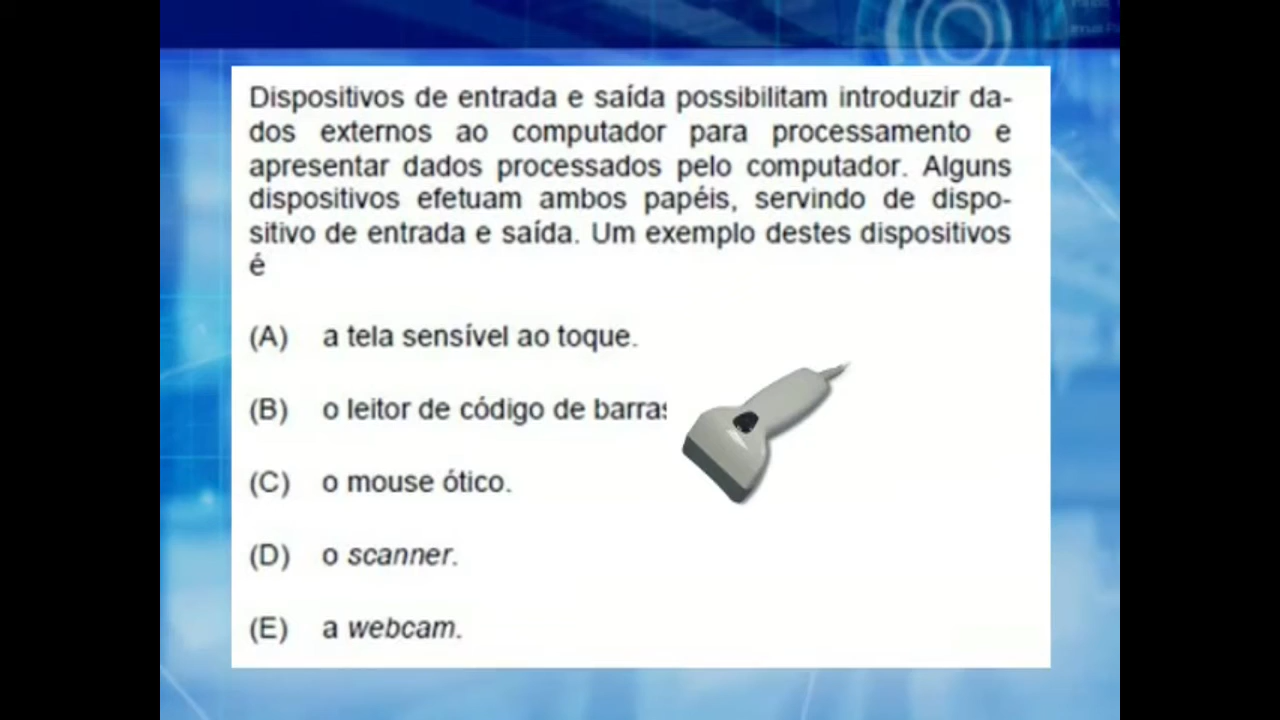 Dispositivos de entrada e saída possibilitam introduzir da-
dos externos ao computador para processamento e
apresentar dados processados pelo computador. Alguns
dispositivos efetuam ambos papéis, servindo de dispo-
sitivo de entrada e saída. Um exemplo destes dispositivos
é
(A) a tela sensível ao toque.
(B) o leitor de código de barras
(C) o mouse ótico.
(D) o scanner.
(E) a webcam.